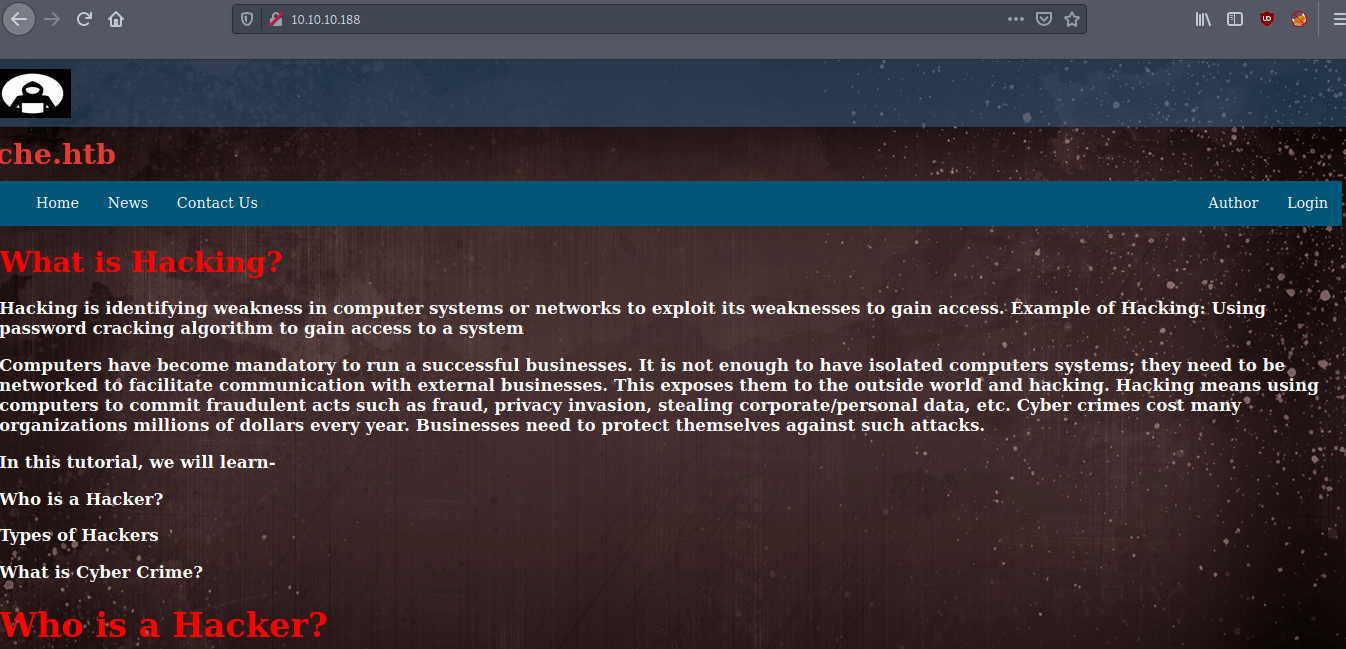 10.10.10.188
che.htb
Home News Contact Us Author Login
What is Hacking?
Hacking is identifying weakness in computer systems or networks to exploit its weaknesses to gain access. Example of Hacking: Using
password cracking algorithm to gain access to a system
Computers have become mandatory to run a successful businesses. It is not enough to have isolated computers systems; they need to be
networked to facilitate communication with external businesses. This exposes them to the outside world and hacking. Hacking means using
computers to commit fraudulent acts such as fraud, privacy invasion, stealing corporate/personal data, etc. Cyber crimes cost many
organizations millions of dollars every year. Businesses need to protect themselves against such attacks.
In this tutorial, we will learn-
Who is a Hacker?
Types of Hackers
What is Cyber Crime?
Who is a Hacker?